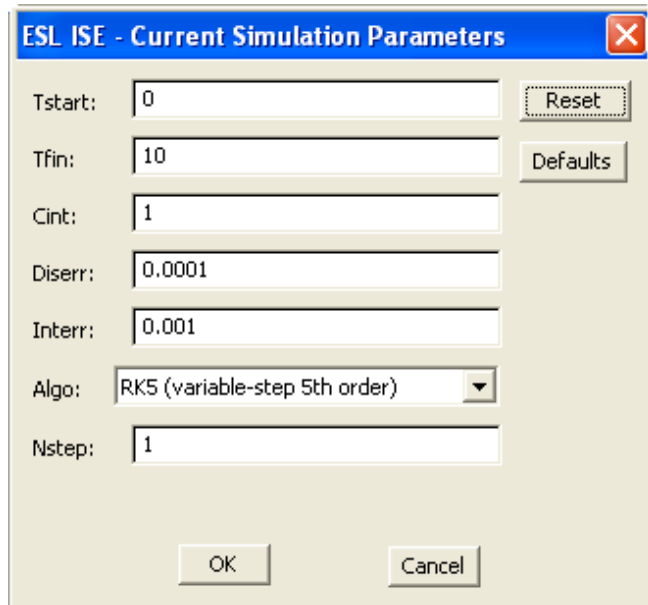 ESL ISE - Current Simulation Parameters
Tstart: 0 Reset
Tfin: 10 Defaults
Cint: 1
Diserr: 0.0001
Interr: 0.001
Algo: RK5 (variable-step 5th order)
Nstep: 1
OK Cancel